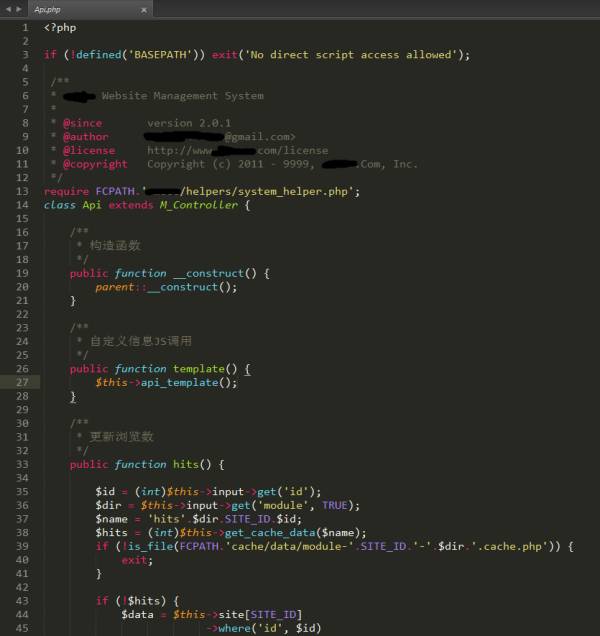 Api.php
1 <?php
2
3 if (!defined('BASEPATH')) exit('No direct script access allowed');
4
5 /**
6 * Website Management System
7 *
8 * @since version 2.0.1
9 * @author @gmail.com>
10 * @license http://www .com/license
11 * @copyright Copyright (c) 2011 - 9999, .Com, Inc.
12 */
13 require FCPATH.' /helpers/system_helper.php';
14 class Api extends M_Controller {
15
16 /**
17 * 构造函数
18 */
19 public function __construct() {
20 parent::__construct();
21 }
22
23 /**
24 * 自定义信息JS调用
25 */
26 public function template() {
27 $this->api_template();
28 }
29
30 /**
31 * 更新浏览数
32 */
33 public function hits() {
34
35 $id = (int)$this->input->get('id');
36 $dir = $this->input->get('module', TRUE);
37 $name = 'hits'.$dir.SITE_ID.$id;
38 $hits = (int)$this->get_cache_data($name);
39 if (!is_file(FCPATH.'cache/data/module-'.SITE_ID.'-'.$dir.'.cache.php')) {
40 exit;
41 }
42
43 if (!$hits) {
44 $data = $this->site[SITE_ID]
45 ->where('id', $id)